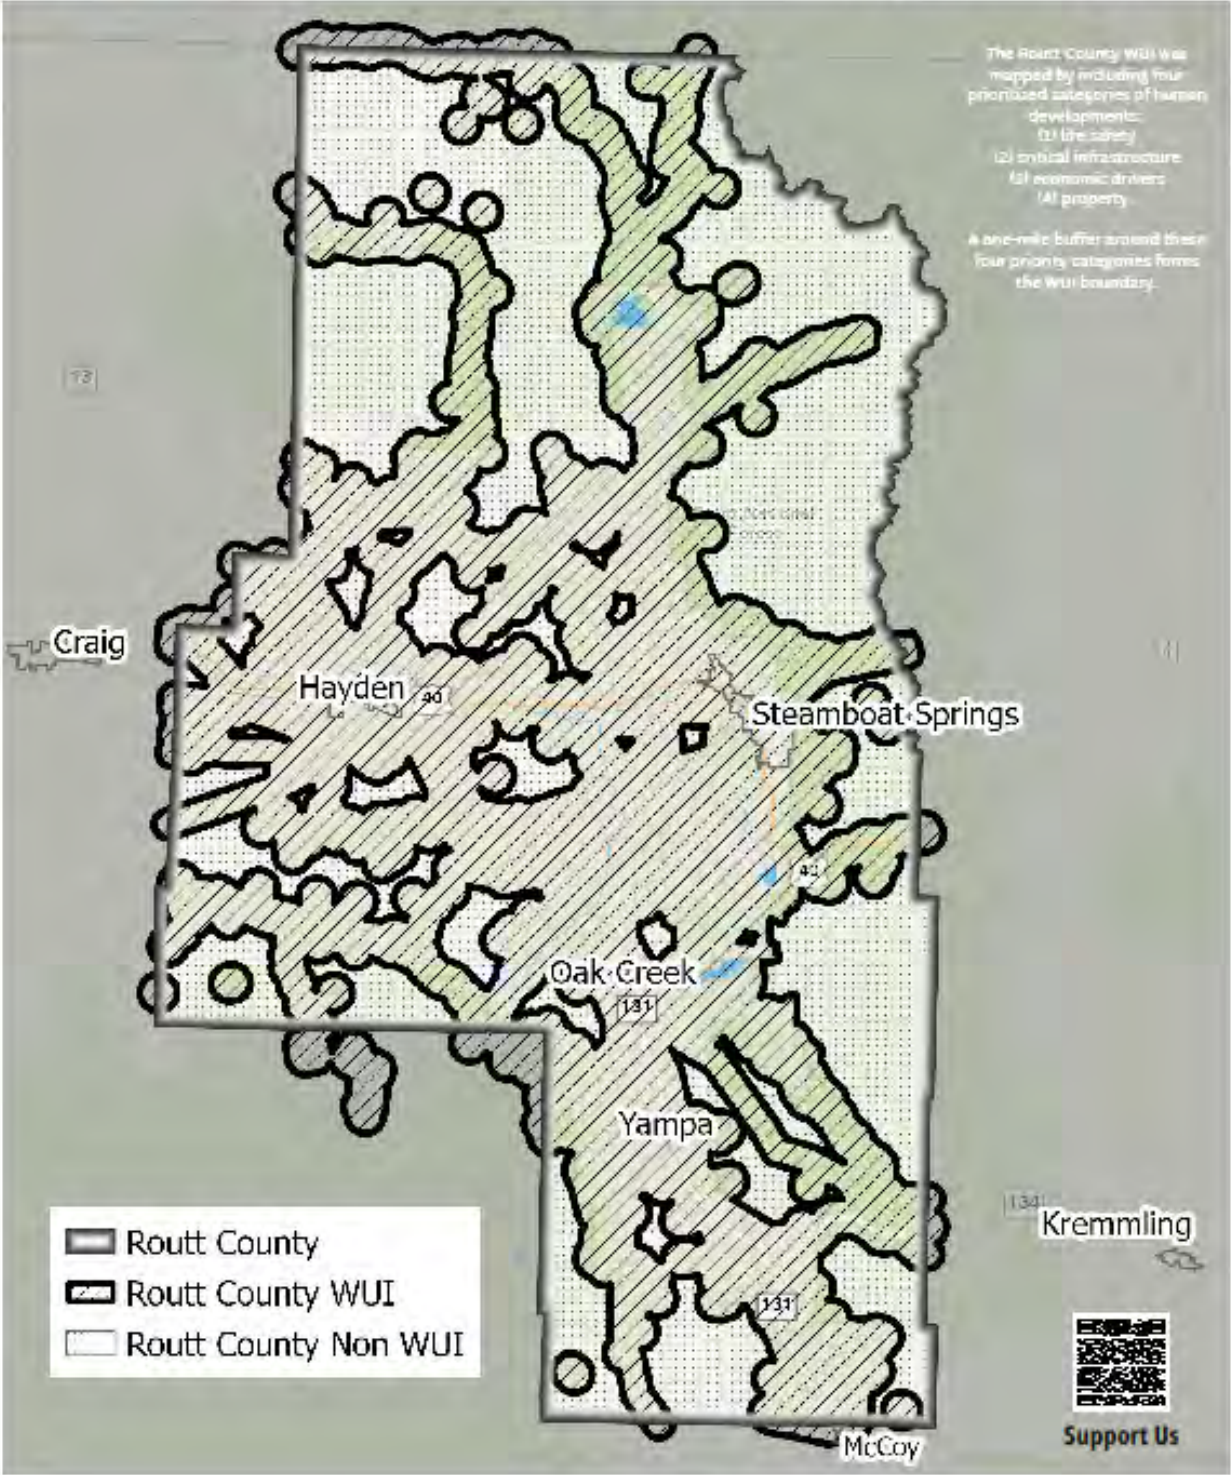 The Routt County WUI was
mapped by including four
prioritized categories of human
developments:
(1) life safety
(2) critical infrastructure
(3) economic drivers
(4) property
A one-mile buffer around these
four priority categories forms
the WUI boundary.
13
Craig
Hayden
40
Steamboat Springs
40
Oak Creek
131
Yampa
134
Kremmling
131
McCoy
Routt County
Routt County WUI
Routt County Non WUI
Support Us